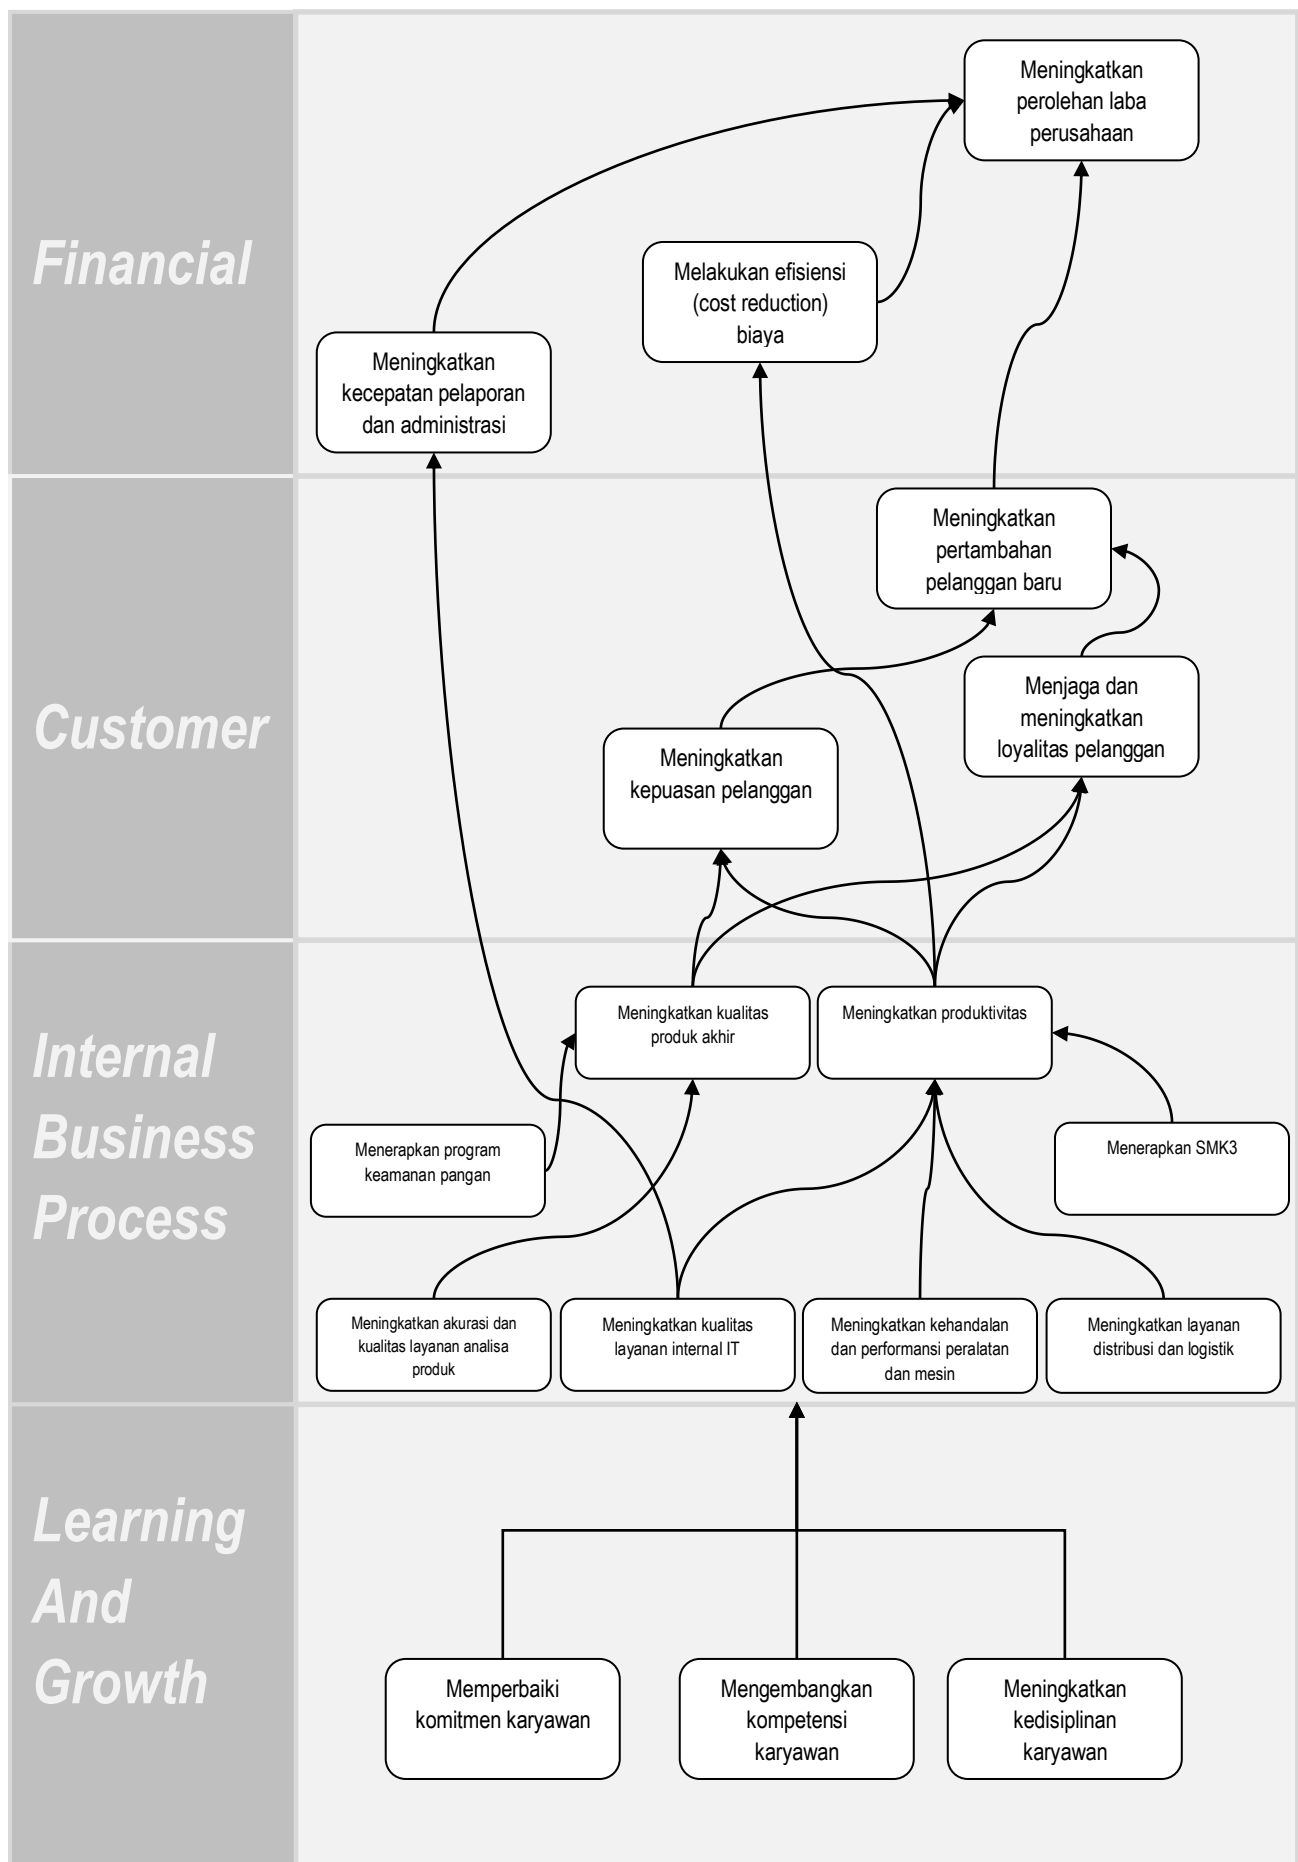 Financial
Meningkatkan
perolehan laba
perusahaan
Melakukan efisiensi
(cost reduction)
biaya
Meningkatkan
kecepatan pelaporan
dan administrasi
Customer
Meningkatkan
pertambahan
pelanggan baru
Menjaga dan
meningkatkan
loyalitas pelanggan
Meningkatkan
kepuasan pelanggan
Internal
Business
Process
Meningkatkan kualitas
produk akhir
Meningkatkan produktivitas
Menerapkan program
keamanan pangan
Menerapkan SMK3
Meningkatkan akurasi dan
kualitas layanan analisa
produk
Meningkatkan kualitas
layanan internal IT
Meningkatkan kehandalan
dan performansi peralatan
dan mesin
Meningkatkan layanan
distribusi dan logistik
Learning
And
Growth
Memperbaiki
komitmen karyawan
Mengembangkan
kompetensi
karyawan
Meningkatkan
kedisiplinan
karyawan